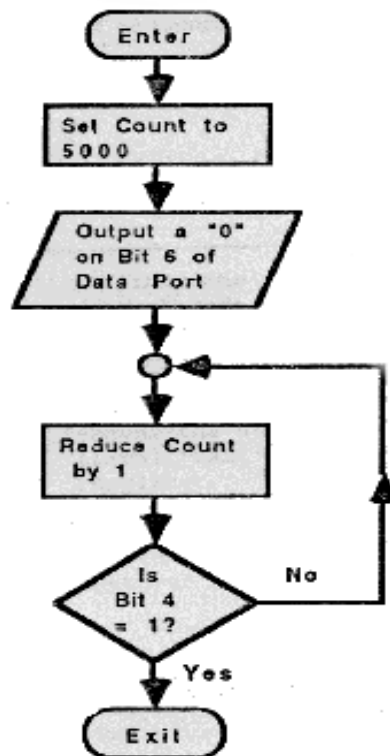 Enter
Set Count to
5000
Output a "0"
on Bit 6 of
Data Port
Reduce Count
by 1
Is
Bit 4
= 1?
No
Yes
Exit